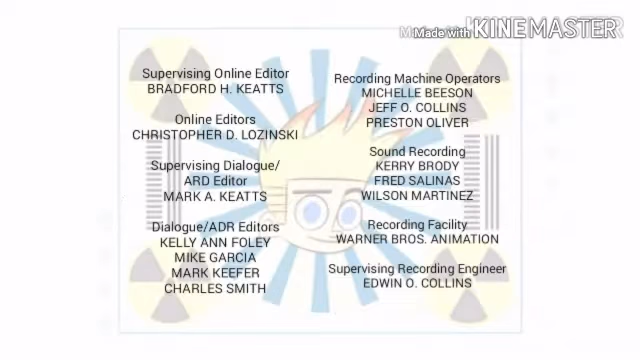 Made with KINEMASTER
Supervising Online Editor
BRADFORD H. KEATTS
Online Editors
CHRISTOPHER D. LOZINSKI
Supervising Dialogue/
ARD Editor
MARK A. KEATTS
Dialogue/ADR Editors
KELLY ANN FOLEY
MIKE GARCIA
MARK KEEFER
CHARLES SMITH
Recording Machine Operators
MICHELLE BEESON
JEFF O. COLLINS
PRESTON OLIVER
Sound Recording
KERRY BRODY
FRED SALINAS
WILSON MARTINEZ
Recording Facility
WARNER BROS. ANIMATION
Supervising Recording Engineer
EDWIN O. COLLINS